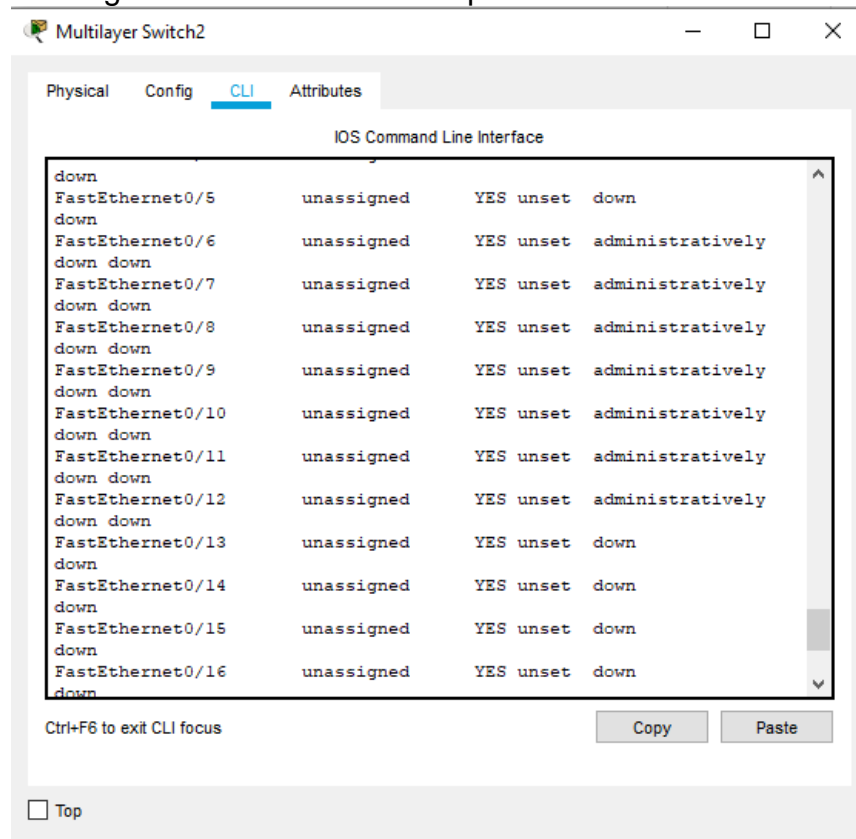 Multilayer Switch2
Physical Config CLI Attributes
IOS Command Line Interface
down
FastEthernet0/5 unassigned YES unset down
down
FastEthernet0/6 unassigned YES unset administratively
down down
FastEthernet0/7 unassigned YES unset administratively
down down
FastEthernet0/8 unassigned YES unset administratively
down down
FastEthernet0/9 unassigned YES unset administratively
down down
FastEthernet0/10 unassigned YES unset administratively
down down
FastEthernet0/11 unassigned YES unset administratively
down down
FastEthernet0/12 unassigned YES unset administratively
down down
FastEthernet0/13 unassigned YES unset down
down
FastEthernet0/14 unassigned YES unset down
down
FastEthernet0/15 unassigned YES unset down
down
FastEthernet0/16 unassigned YES unset down
down
Ctrl+F6 to exit CLI focus Copy Paste
Top